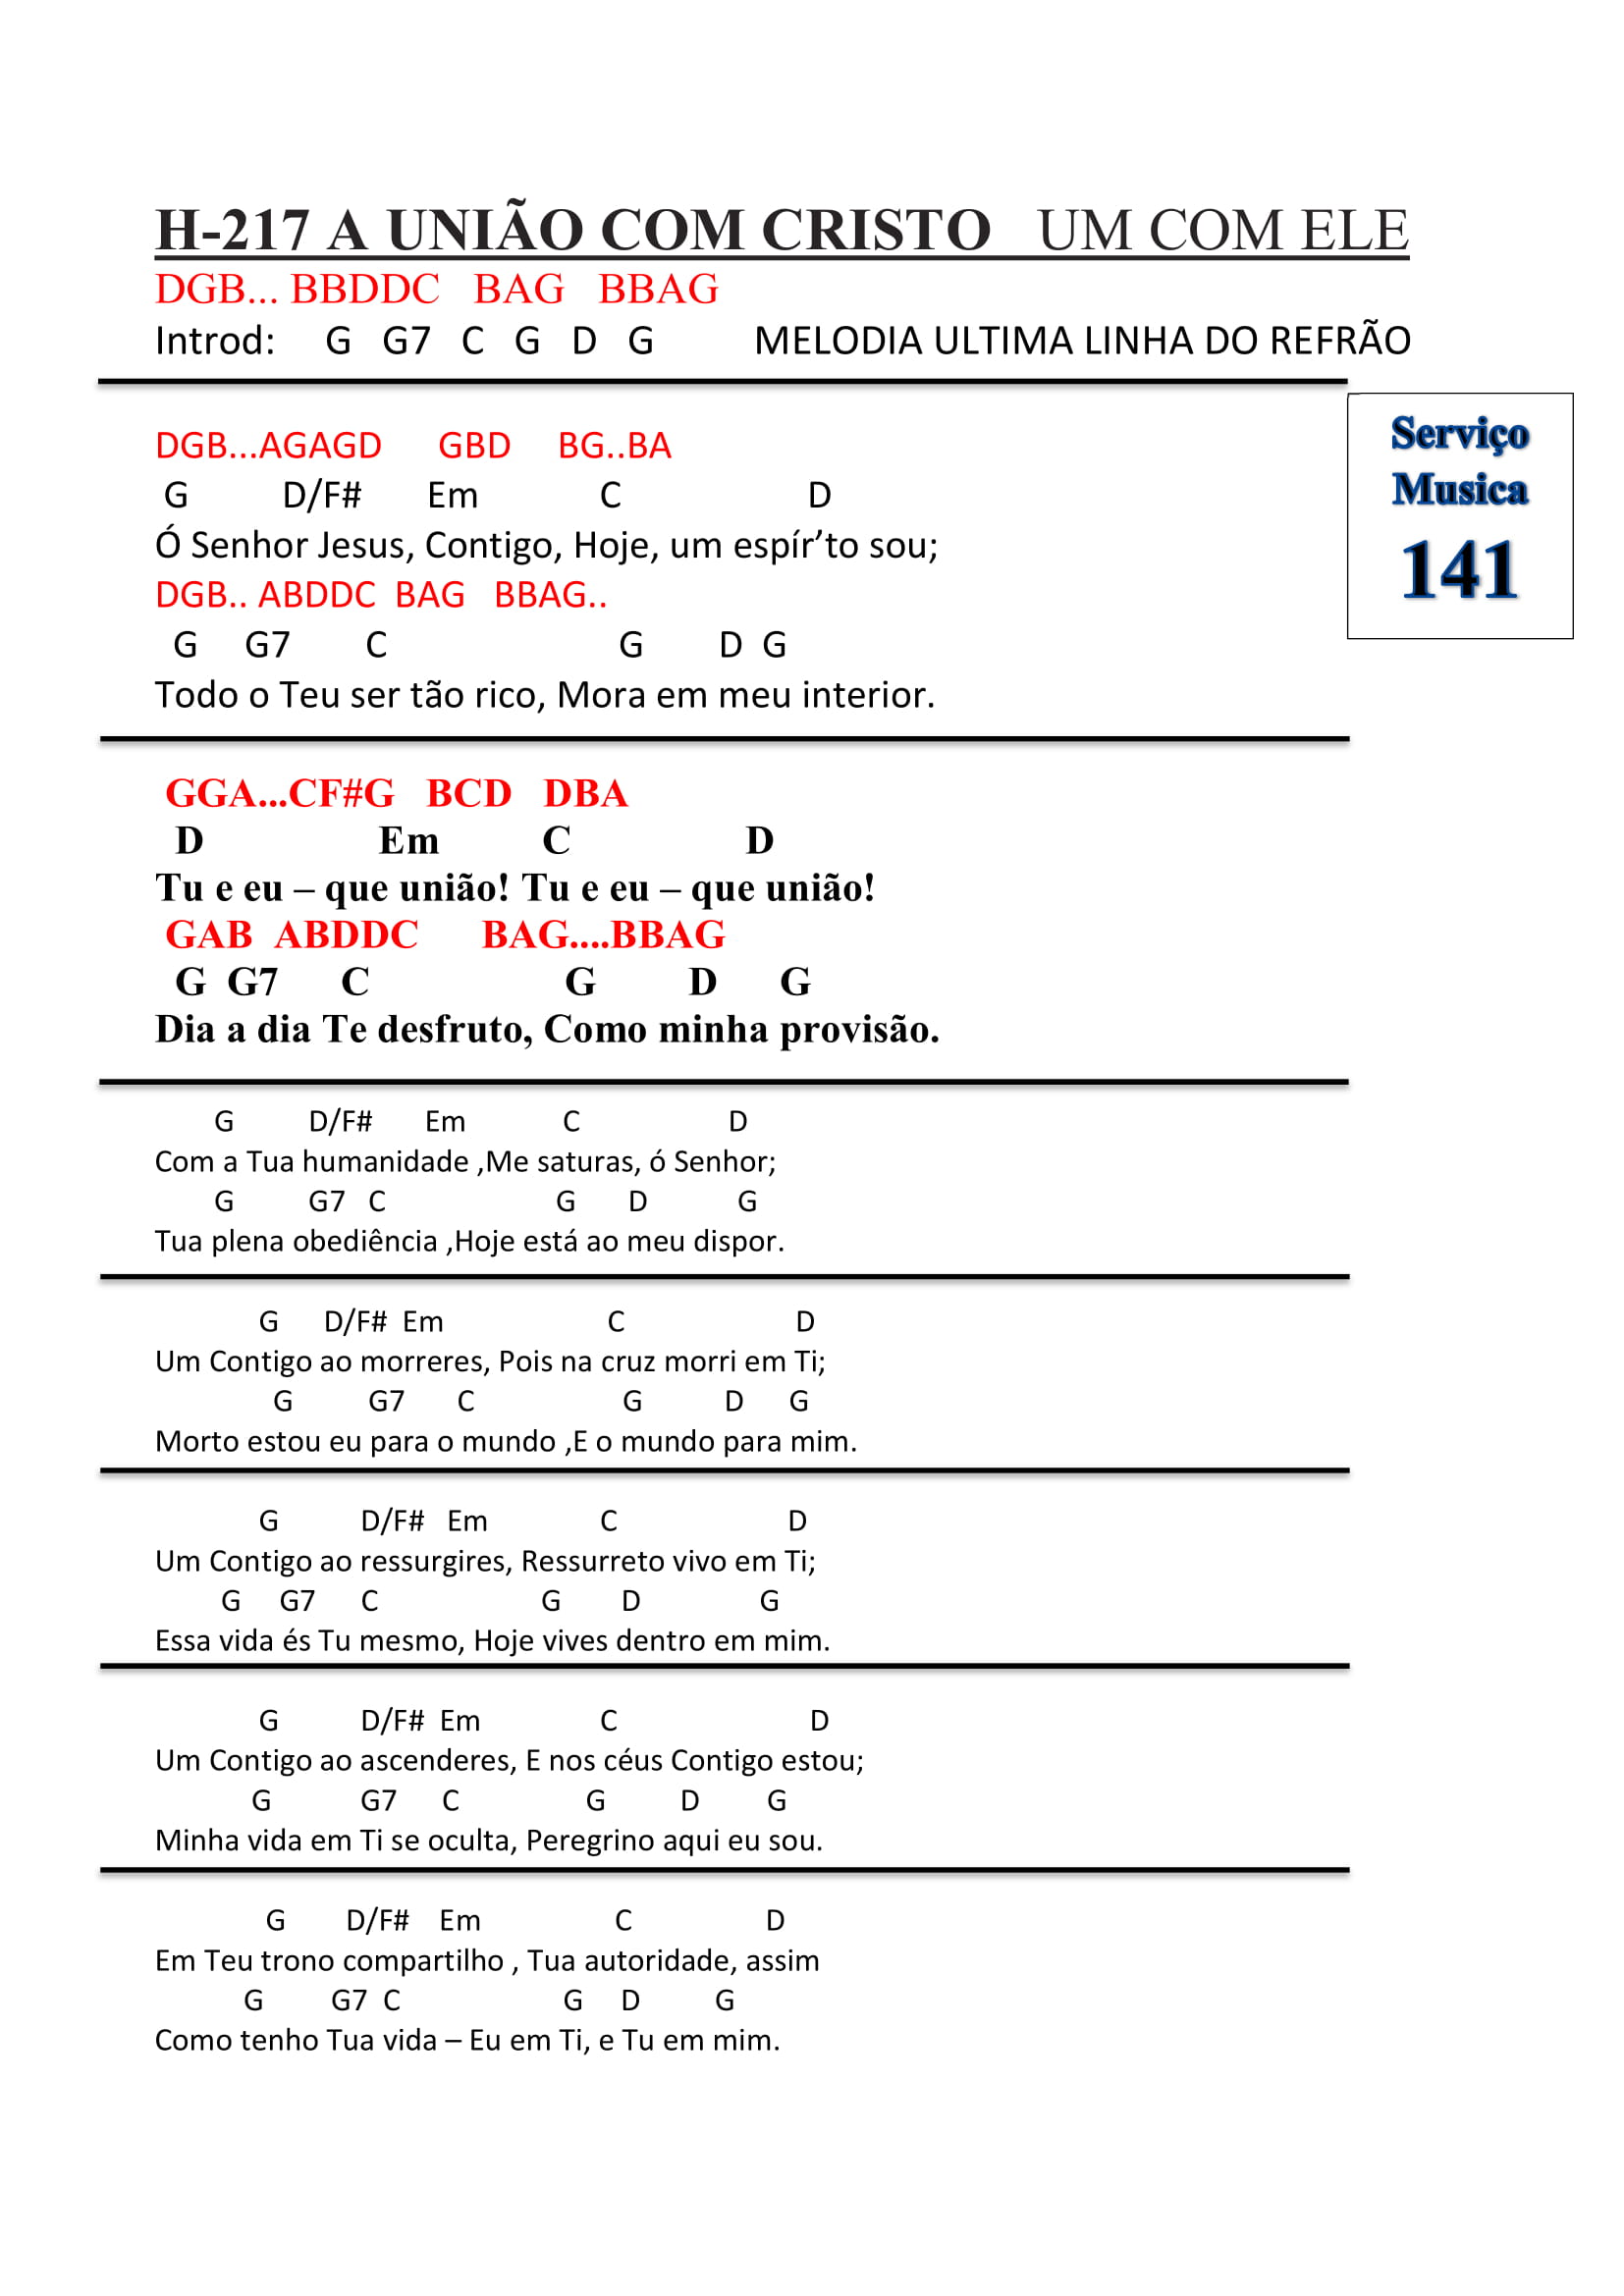 H-217 A UNIÃO COM CRISTO   UM COM ELE
DGB... BBDDC   BAG   BBAG
Introd:     G   G7   C   G   D   G          MELODIA ULTIMA LINHA DO REFRÃO
Serviço
Musica
141
DGB...AGAGD      GBD     BG..BA
G          D/F#       Em             C                    D
Ó Senhor Jesus, Contigo, Hoje, um espír’to sou;
DGB.. ABDDC  BAG   BBAG..
G     G7        C                         G        D  G
Todo o Teu ser tão rico, Mora em meu interior.
GGA...CF#G   BCD   DBA
D                 Em          C                 D
Tu e eu – que união! Tu e eu – que união!
GAB  ABDDC      BAG....BBAG
G  G7      C                   G         D      G
Dia a dia Te desfruto, Como minha provisão.
G          D/F#       Em             C                    D
Com a Tua humanidade ,Me saturas, ó Senhor;
G          G7   C                       G       D            G
Tua plena obediência ,Hoje está ao meu dispor.
G      D/F#  Em                      C                       D
Um Contigo ao morreres, Pois na cruz morri em Ti;
G          G7       C                    G           D      G
Morto estou eu para o mundo ,E o mundo para mim.
G           D/F#   Em               C                       D
Um Contigo ao ressurgires, Ressurreto vivo em Ti;
G     G7      C                      G        D                G
Essa vida és Tu mesmo, Hoje vives dentro em mim.
G           D/F#  Em                C                          D
Um Contigo ao ascenderes, E nos céus Contigo estou;
G            G7      C                 G          D         G
Minha vida em Ti se oculta, Peregrino aqui eu sou.
G        D/F#    Em                  C                  D
Em Teu trono compartilho , Tua autoridade, assim
G         G7  C                      G     D          G
Como tenho Tua vida – Eu em Ti, e Tu em mim.